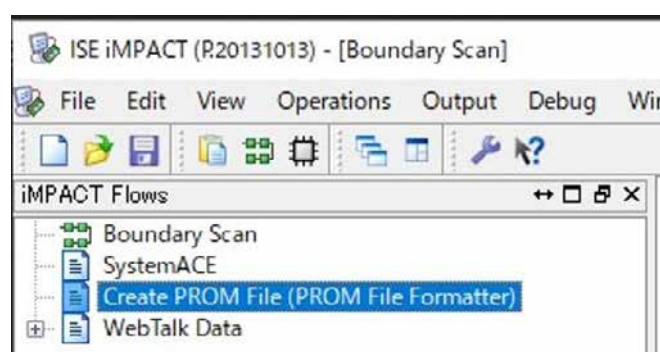 ISE iMPACT (P.20131013) - [Boundary Scan]
File Edit View Operations Output Debug
iMPACT Flows
Boundary Scan
SystemACE
Create PROM File (PROM File Formatter)
WebTalk Data